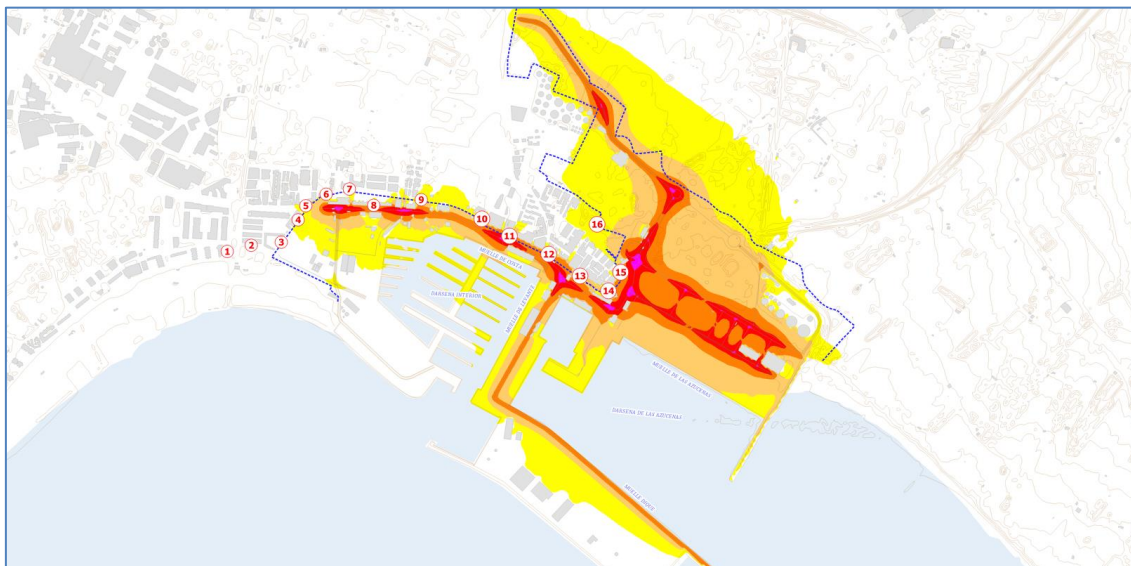 16
7
6
9
8
5
4
10
11
3
2
1
12
MUELLE DE COSTA
15
13
14
DARSENA INTERIOR
MUELLE DE LEVANTE
MUELLE DE LAS AZUCENAS
DARSENA DE LAS AZUCENAS
MUELLE DIQUE